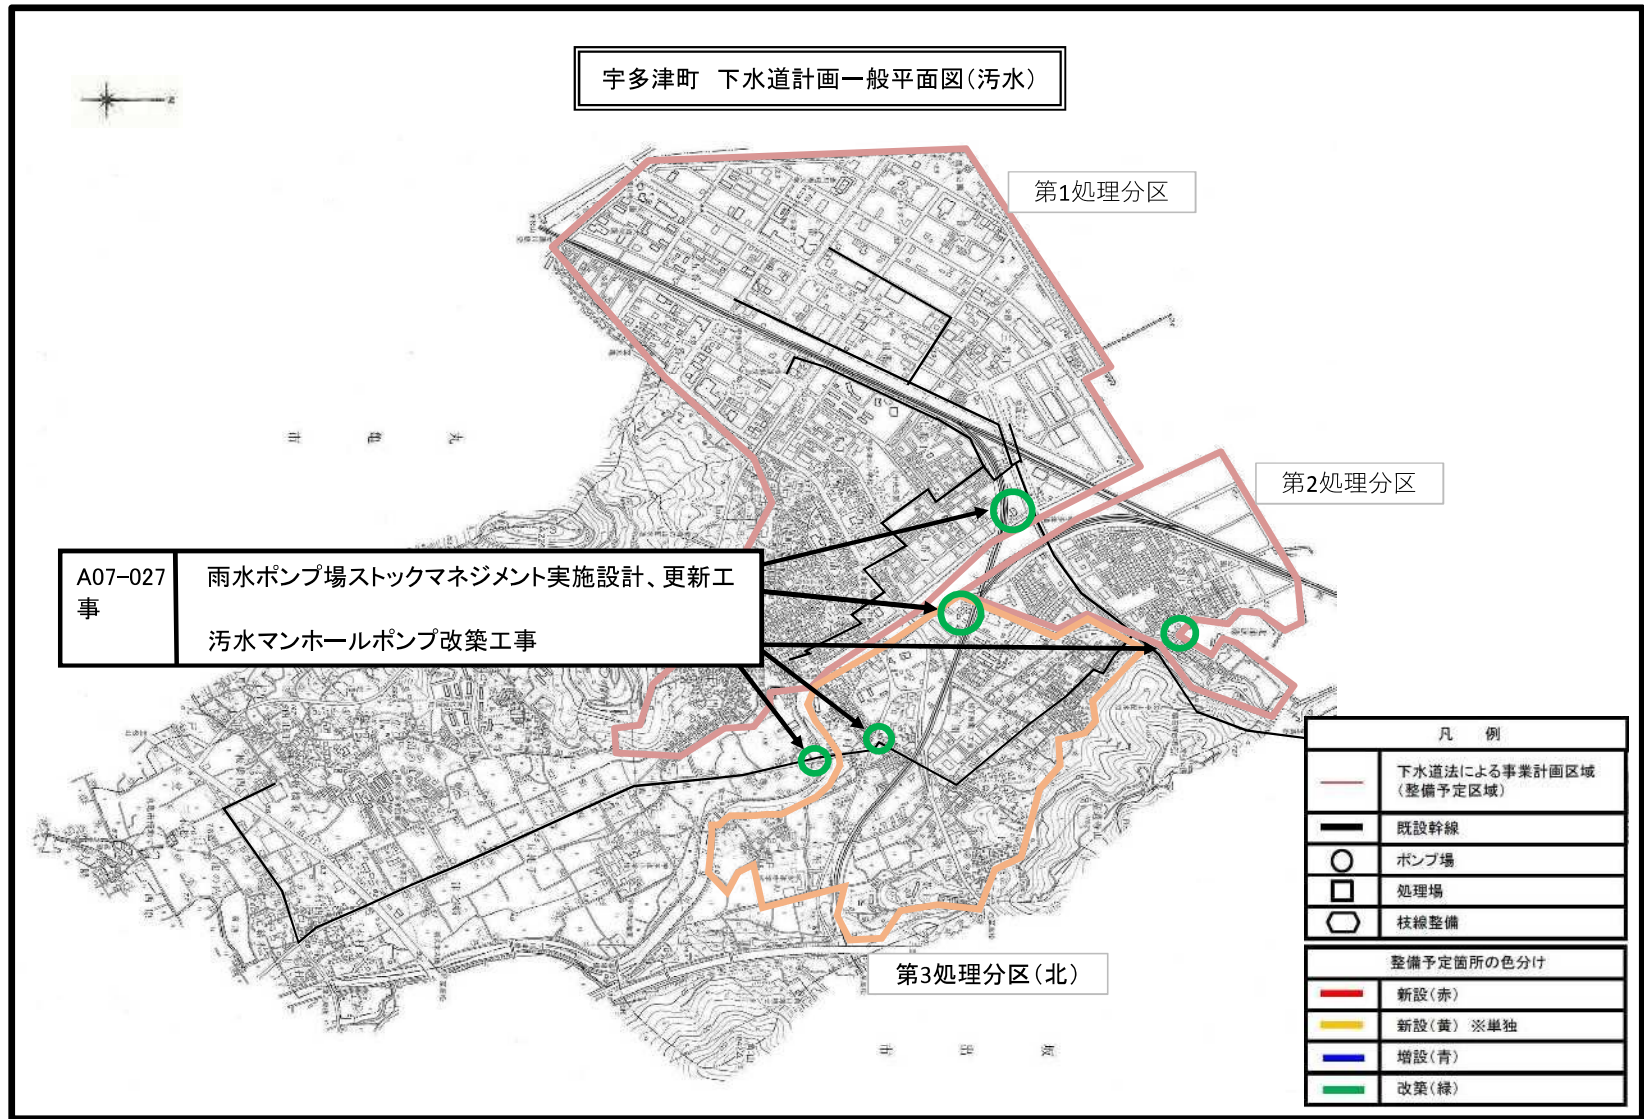 宇多津町 下水道計画一般平面図(汚水)
第1処理分区
第2処理分区
丸 亀 市
A07-027 雨水ポンプ場ストックマネジメント実施設計、更新工
事
汚水マンホールポンプ改築工事
第3処理分区(北)
坂 出 市
凡 例
下水道法による事業計画区域
(整備予定区域)
既設幹線
ポンプ場
処理場
枝線整備
整備予定箇所の色分け
新設(赤)
新設(黄) ※単独
増設(青)
改築(緑)